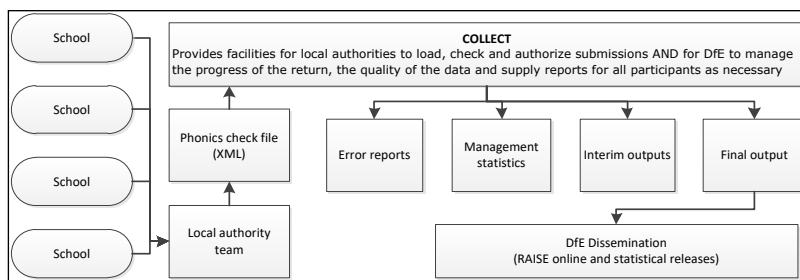 School
School
School
School
COLLECT
Provides facilities for local authorities to load, check and authorize submissions AND for DfE to manage
the progress of the return, the quality of the data and supply reports for all participants as necessary
Phonics check file
(XML)
Local authority
team
Error reports
Management
statistics
Interim outputs
Final output
DfE Dissemination
(RAISE online and statistical releases)